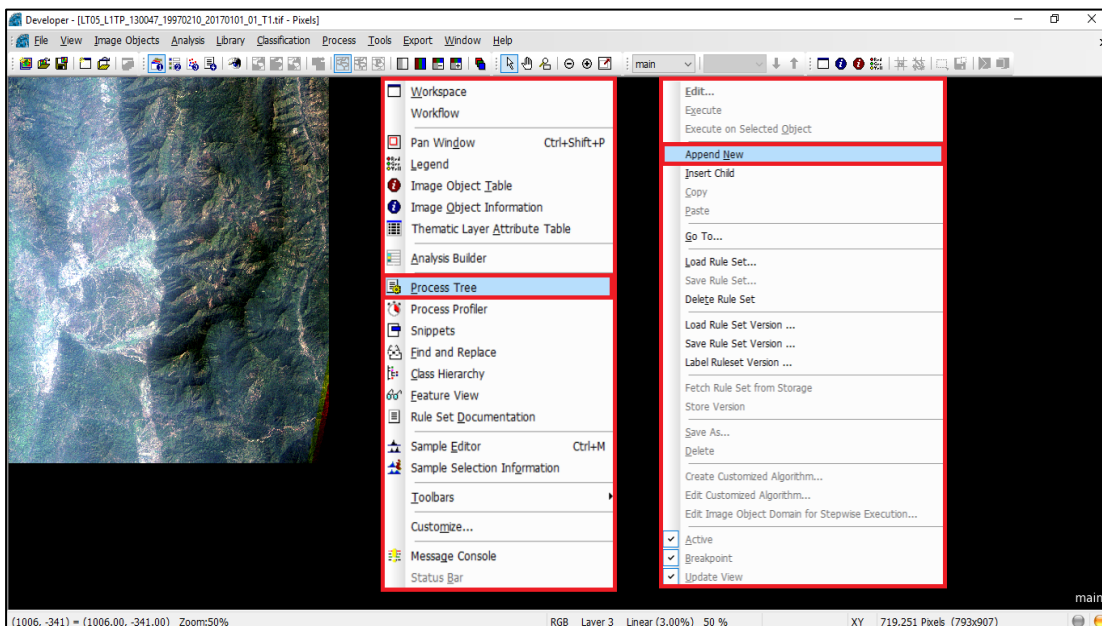 Developer - [LT05_L1TP_130047_19970210_20170101_01_T1.tif - Pixels]
File View Image Objects Analysis Library Classification Process Tools Export Window Help
main
Workspace
Workflow
Pan Window Ctrl+Shift+P
Legend
Image Object Table
Image Object Information
Thematic Layer Attribute Table
Analysis Builder
Process Tree
Process Profiler
Snippets
Find and Replace
Class Hierarchy
Feature View
Rule Set Documentation
Sample Editor Ctrl+M
Sample Selection Information
Toolbars
Customize...
Message Console
Status Bar
Edit...
Execute
Execute on Selected Object
Append New
Insert Child
Copy
Paste
Go To...
Load Rule Set...
Save Rule Set...
Delete Rule Set
Load Rule Set Version ...
Save Rule Set Version ...
Label Ruleset Version ...
Fetch Rule Set from Storage
Store Version
Save As...
Delete
Create Customized Algorithm...
Edit Customized Algorithm...
Edit Image Object Domain for Stepwise Execution...
Active
Breakpoint
Update View
main
(1006, -341) = (1006.00, -341.00) Zoom:50% RGB Layer 3 Linear (3.00%) 50 % XY 719,251 Pixels (793x907)